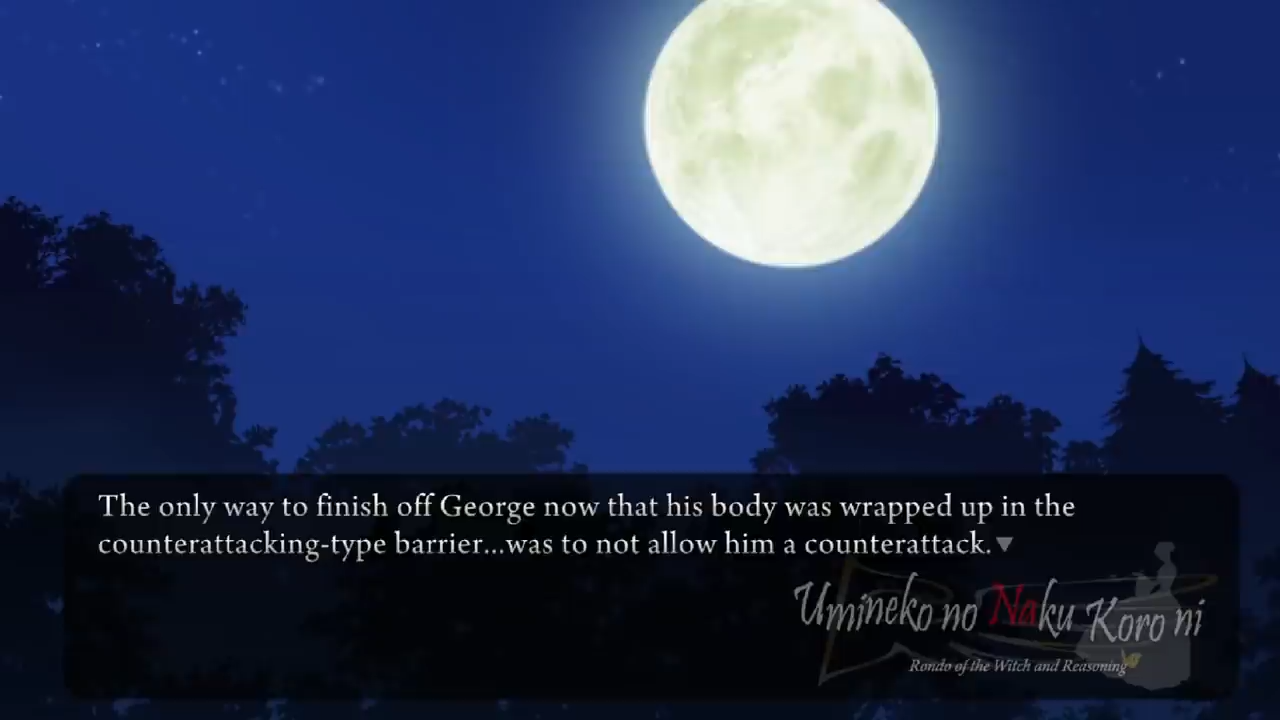 The only way to finish off George now that his body was wrapped up in the
counterattacking-type barrier...was to not allow him a counterattack.
Umineko no Naku Koro ni
Rondo of the Witch and Reasoning